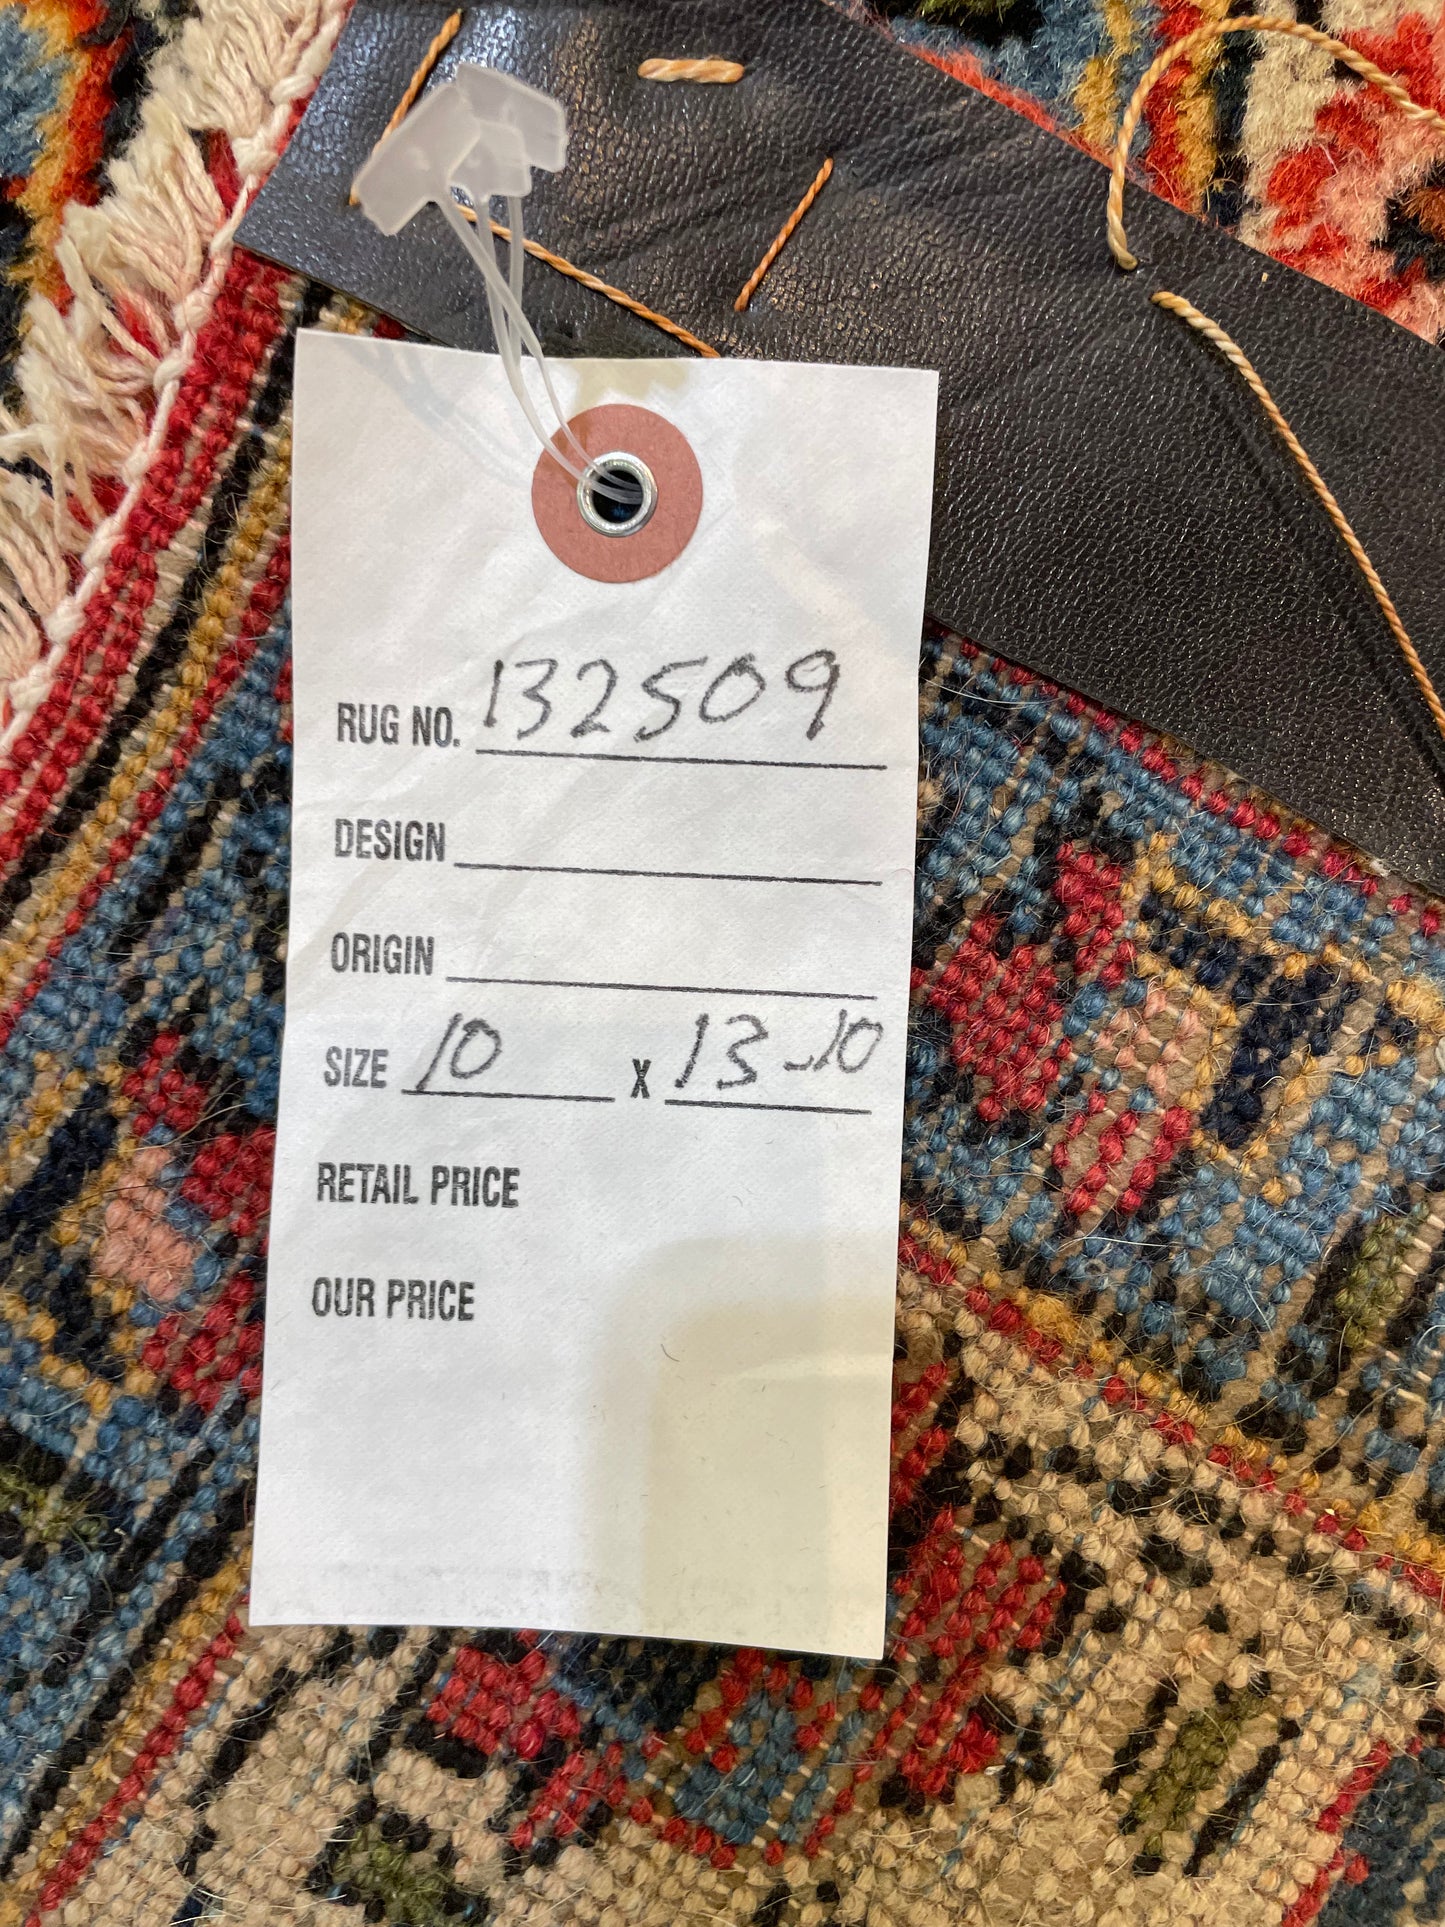 RUG NO. 132509
DESIGN
ORIGIN
SIZE 10 X 13-10
RETAIL PRICE
OUR PRICE